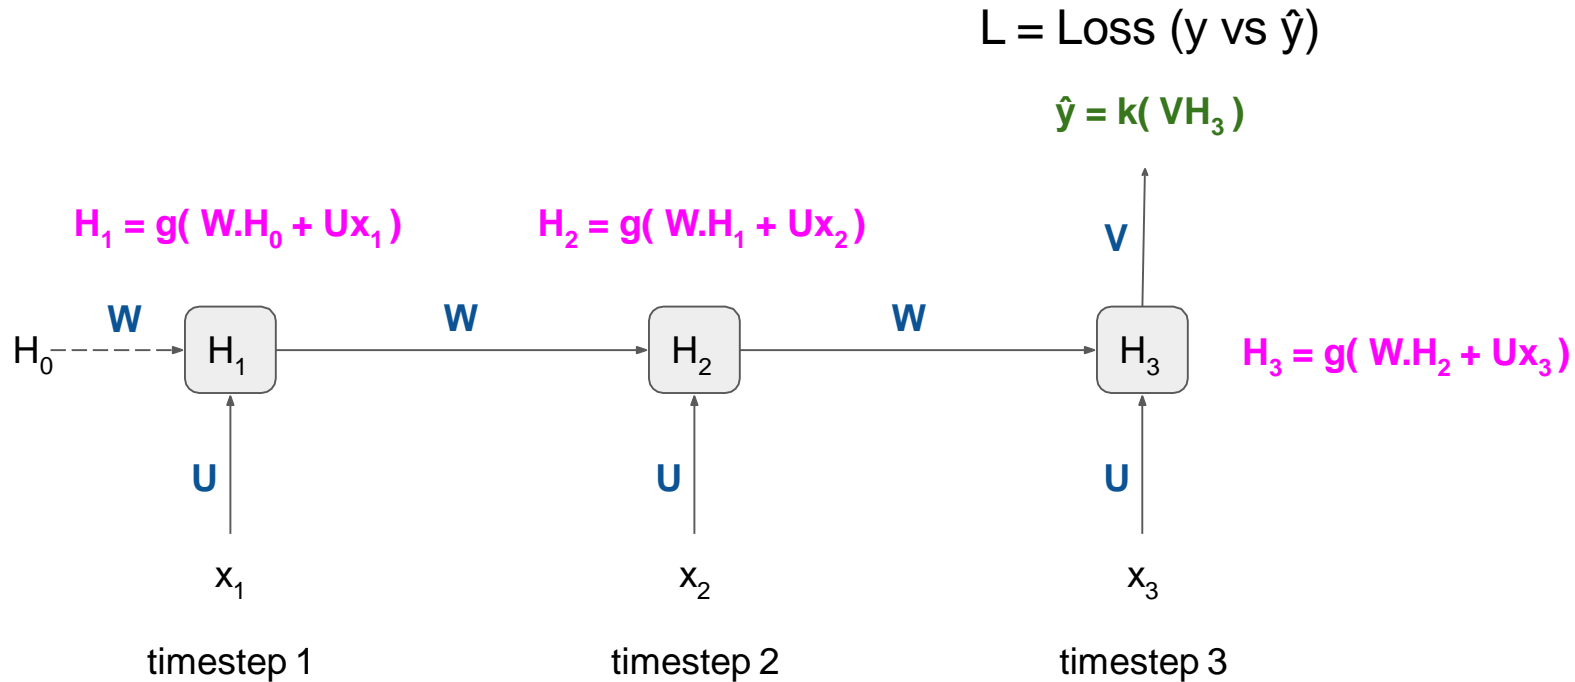 L = Loss (y vs ŷ)
ŷ = k( VH₃ )
H₁ = g( W.H₀ + Ux₁ )
H₂ = g( W.H₁ + Ux₂ )
V
W
W
W
H₀
H₁
H₂
H₃
H₃ = g( W.H₂ + Ux₃ )
U
U
U
x₁
x₂
x₃
timestep 1
timestep 2
timestep 3